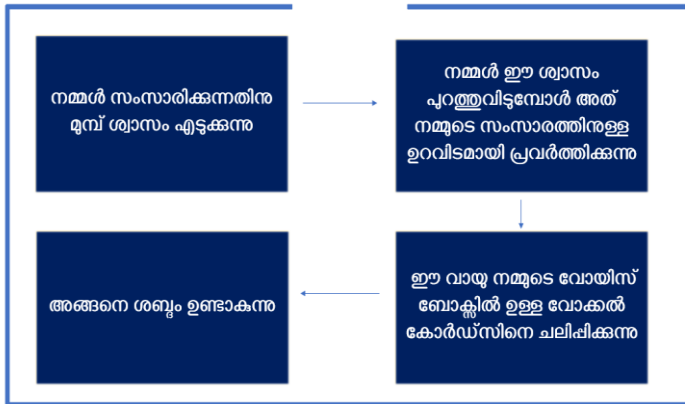 നമ്മൾ സംസാരിക്കുന്നതിനു
മുമ്പ് ശ്വാസം എടുക്കുന്നു
നമ്മൾ ഈ ശ്വാസം
പുറത്തുവിടുമ്പോൾ അത്
നമ്മുടെ സംസാരത്തിനുള്ള
ഉറവിടമായി പ്രവർത്തിക്കുന്നു
ഈ വായു നമ്മുടെ വോയിസ്
ബോക്സിൽ ഉള്ള വോക്കൽ
കോർഡ്സിനെ ചലിപ്പിക്കുന്നു
അങ്ങനെ ശബ്ദം ഉണ്ടാകുന്നു